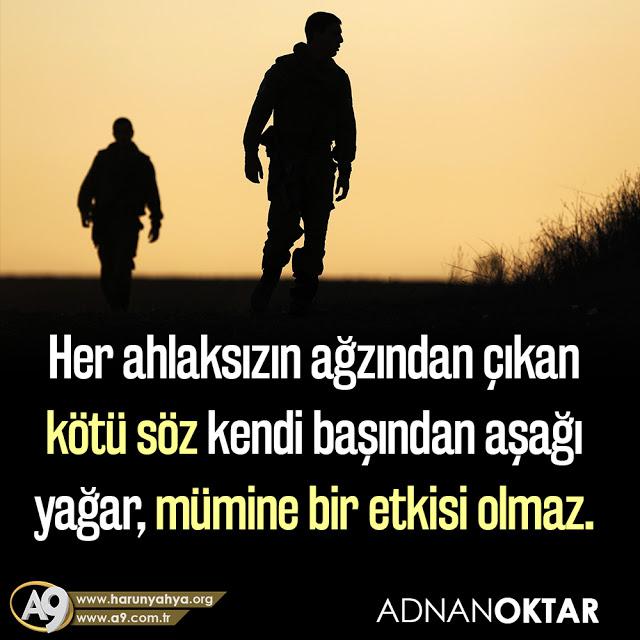 Her ahlaksızın ağzından çıkan
kötü söz kendi başından aşağı
yağar, mümine bir etkisi olmaz.
A9
www.harunyahya.org
www.a9.com.tr
ADNANOKTAR